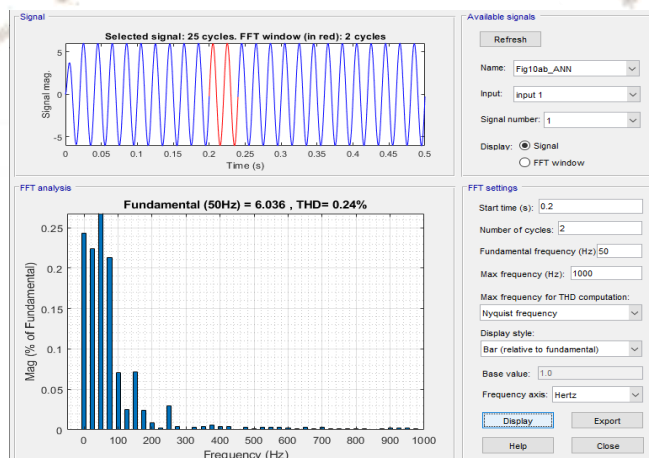 Signal
Selected signal: 25 cycles. FFT window (in red): 2 cycles
Signal mag.
5
0
-5
0 0.05 0.1 0.15 0.2 0.25 0.3 0.35 0.4 0.45 0.5
Time (s)
FFT analysis
Fundamental (50Hz) = 6.036 , THD= 0.24%
Mag (% of Fundamental)
0.25
0.2
0.15
0.1
0.05
0
0 100 200 300 400 500 600 700 800 900 1000
Frequency (Hz)
Available signals
Refresh
Name: Fig10ab_ANN
Input: input 1
Signal number: 1
Display: Signal
FFT window
FFT settings
Start time (s): 0.2
Number of cycles: 2
Fundamental frequency (Hz) 50
Max frequency (Hz): 1000
Max frequency for THD computation:
Nyquist frequency
Display style:
Bar (relative to fundamental)
Base value: 1.0
Frequency axis: Hertz
Display Export
Help Close